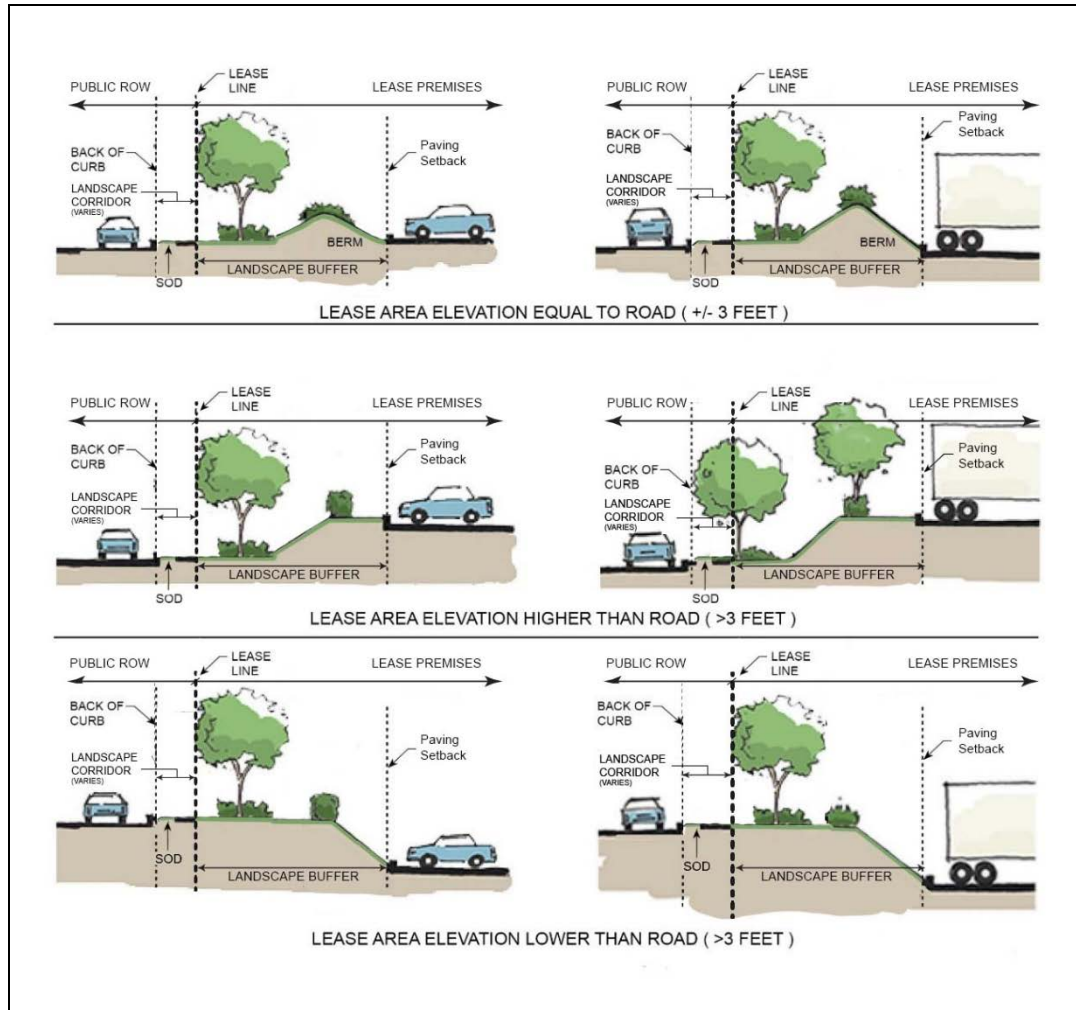 LEASE
LINE
PUBLIC ROW
LEASE PREMISES
BACK OF
CURB
Paving
Setback
LANDSCAPE
CORRIDOR
(VARIES)
BERM
LANDSCAPE BUFFER
SOD
LEASE
LINE
PUBLIC ROW
LEASE PREMISES
Paving
Setback
BACK OF
CURB
LANDSCAPE
CORRIDOR
(VARIES)
BERM
LANDSCAPE BUFFER
SOD
LEASE AREA ELEVATION EQUAL TO ROAD ( +/- 3 FEET )
LEASE
LINE
PUBLIC ROW
LEASE PREMISES
BACK OF
CURB
Paving
Setback
LANDSCAPE
CORRIDOR
(VARIES)
LANDSCAPE BUFFER
SOD
LEASE
LINE
PUBLIC ROW
LEASE PREMISES
Paving
Setback
BACK OF
CURB
LANDSCAPE
CORRIDOR
(VARIES)
LANDSCAPE BUFFER
SOD
LEASE AREA ELEVATION HIGHER THAN ROAD ( >3 FEET )
LEASE
LINE
PUBLIC ROW
LEASE PREMISES
BACK OF
CURB
Paving
Setback
LANDSCAPE
CORRIDOR
(VARIES)
SOD
LANDSCAPE BUFFER
LEASE
LINE
PUBLIC ROW
LEASE PREMISES
BACK OF
CURB
Paving
Setback
LANDSCAPE
CORRIDOR
(VARIES)
SOD
LANDSCAPE BUFFER
LEASE AREA ELEVATION LOWER THAN ROAD ( >3 FEET )